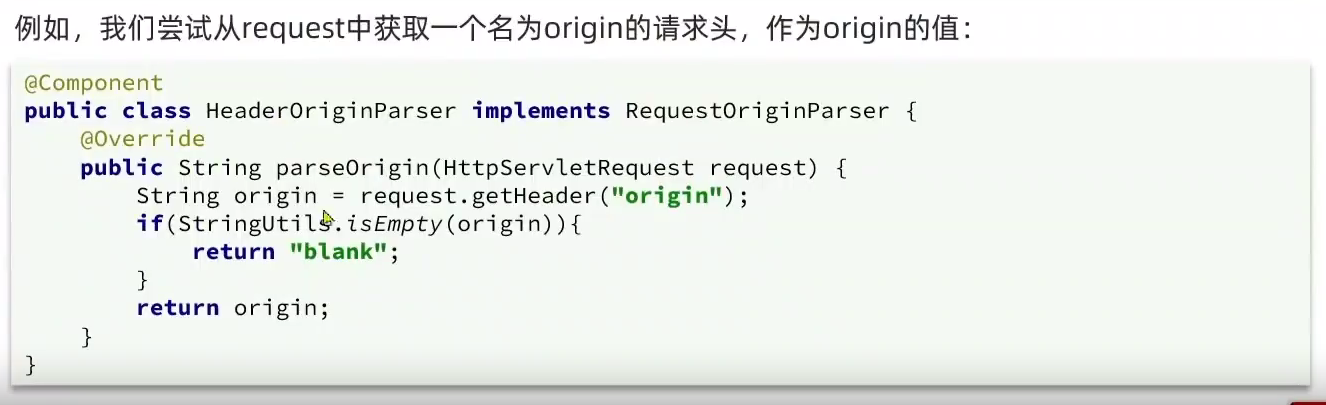 例如，我们尝试从request中获取一个名为origin的请求头，作为origin的值：
@Component
public class HeaderOriginParser implements RequestOriginParser {
    @Override
    public String parseOrigin(HttpServletRequest request) {
        String origin = request.getHeader("origin");
        if(StringUtils.isEmpty(origin)){
            return "blank";
        }
        return origin;
    }
}